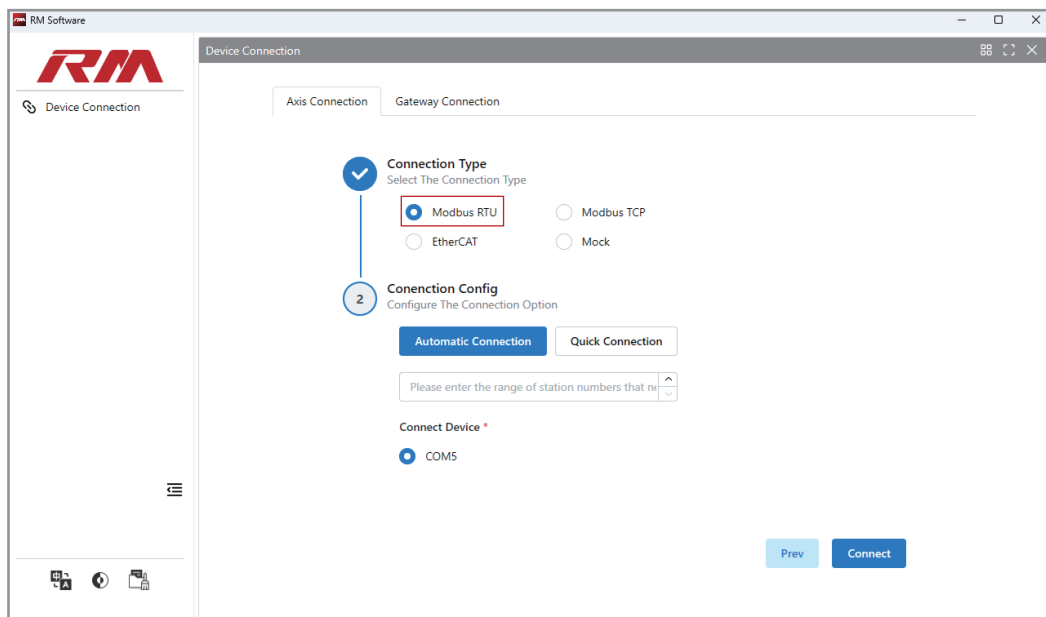 RM Software
Device Connection
RM
Device Connection
Axis Connection
Gateway Connection
Connection Type
Select The Connection Type
Modbus RTU
Modbus TCP
EtherCAT
Mock
2
Conenction Config
Configure The Connection Option
Automatic Connection
Quick Connection
Please enter the range of station numbers that
Connect Device *
COM5
Prev
Connect
中
A